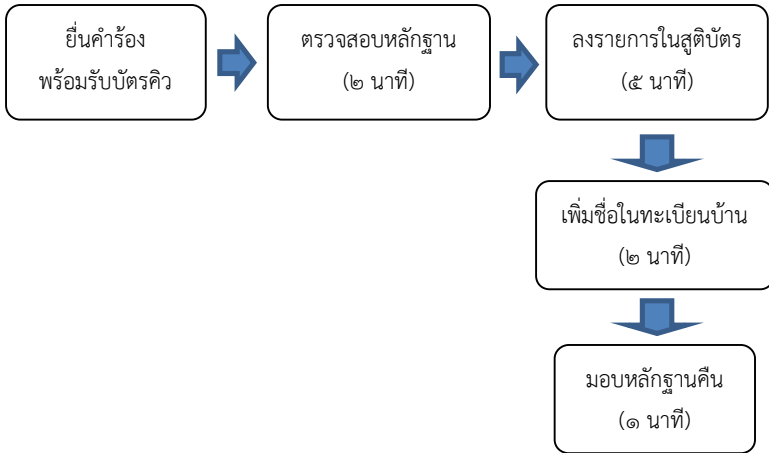 ยื่นคำร้อง
พร้อมรับบัตรคิว
ตรวจสอบหลักฐาน
(๒ นาที)
ลงรายการในสูติบัตร
(๕ นาที)
เพิ่มชื่อในทะเบียนบ้าน
(๒ นาที)
มอบหลักฐานคืน
(๑ นาที)